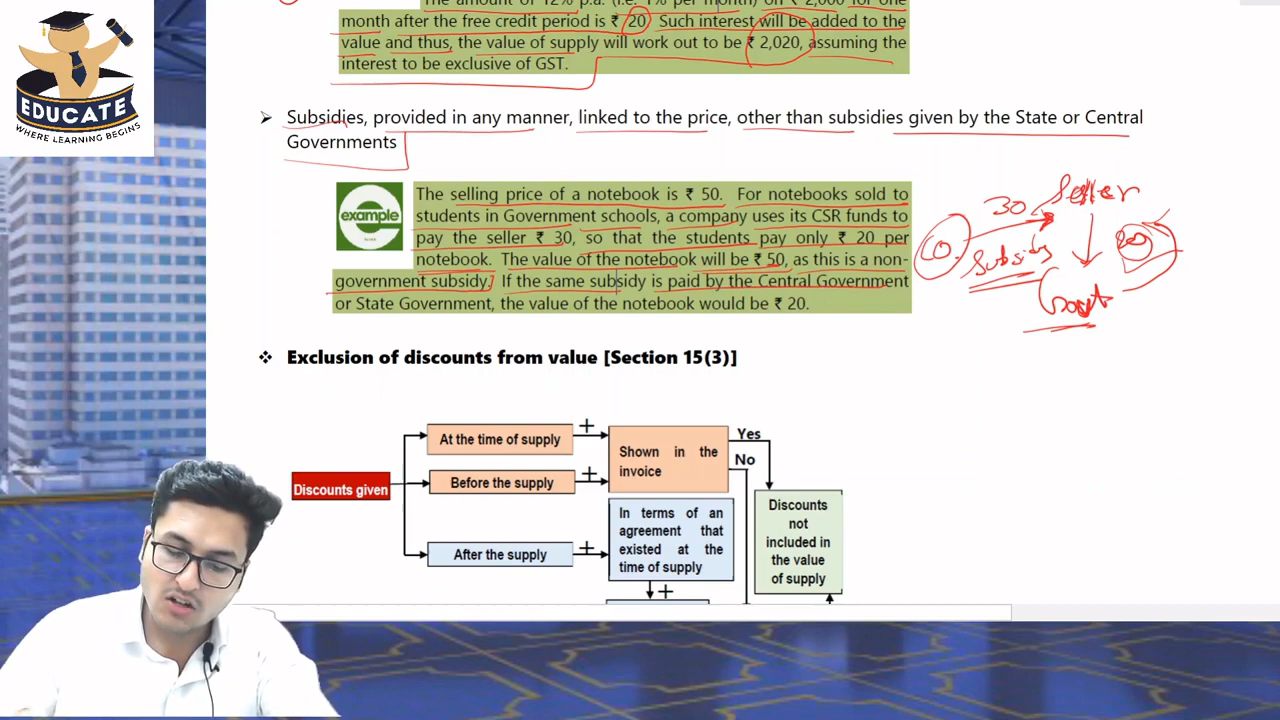 The amount of 12% p.a. (i.e. 1% per month) on ₹ 2,000 for one
month after the free credit period is ₹ 20. Such interest will be added to the
value and thus, the value of supply will work out to be ₹ 2,020, assuming the
interest to be exclusive of GST.
EDUCATE
WHERE LEARNING BEGINS
➢ Subsidies, provided in any manner, linked to the price, other than subsidies given by the State or Central
Governments
example
The selling price of a notebook is ₹ 50. For notebooks sold to
students in Government schools, a company uses its CSR funds to
pay the seller ₹ 30, so that the students pay only ₹ 20 per
notebook. The value of the notebook will be ₹ 50, as this is a non-
government subsidy. If the same subsidy is paid by the Central Government
or State Government, the value of the notebook would be ₹ 20.
30
Seller
Co.
Subsidy
20
❖ Exclusion of discounts from value [Section 15(3)]
Discounts given
At the time of supply
Before the supply
After the supply
+
+
+
Shown in the
invoice
Yes
No
In terms of an
agreement that
existed at the
time of supply
+
Discounts
not
included in
the value
of supply